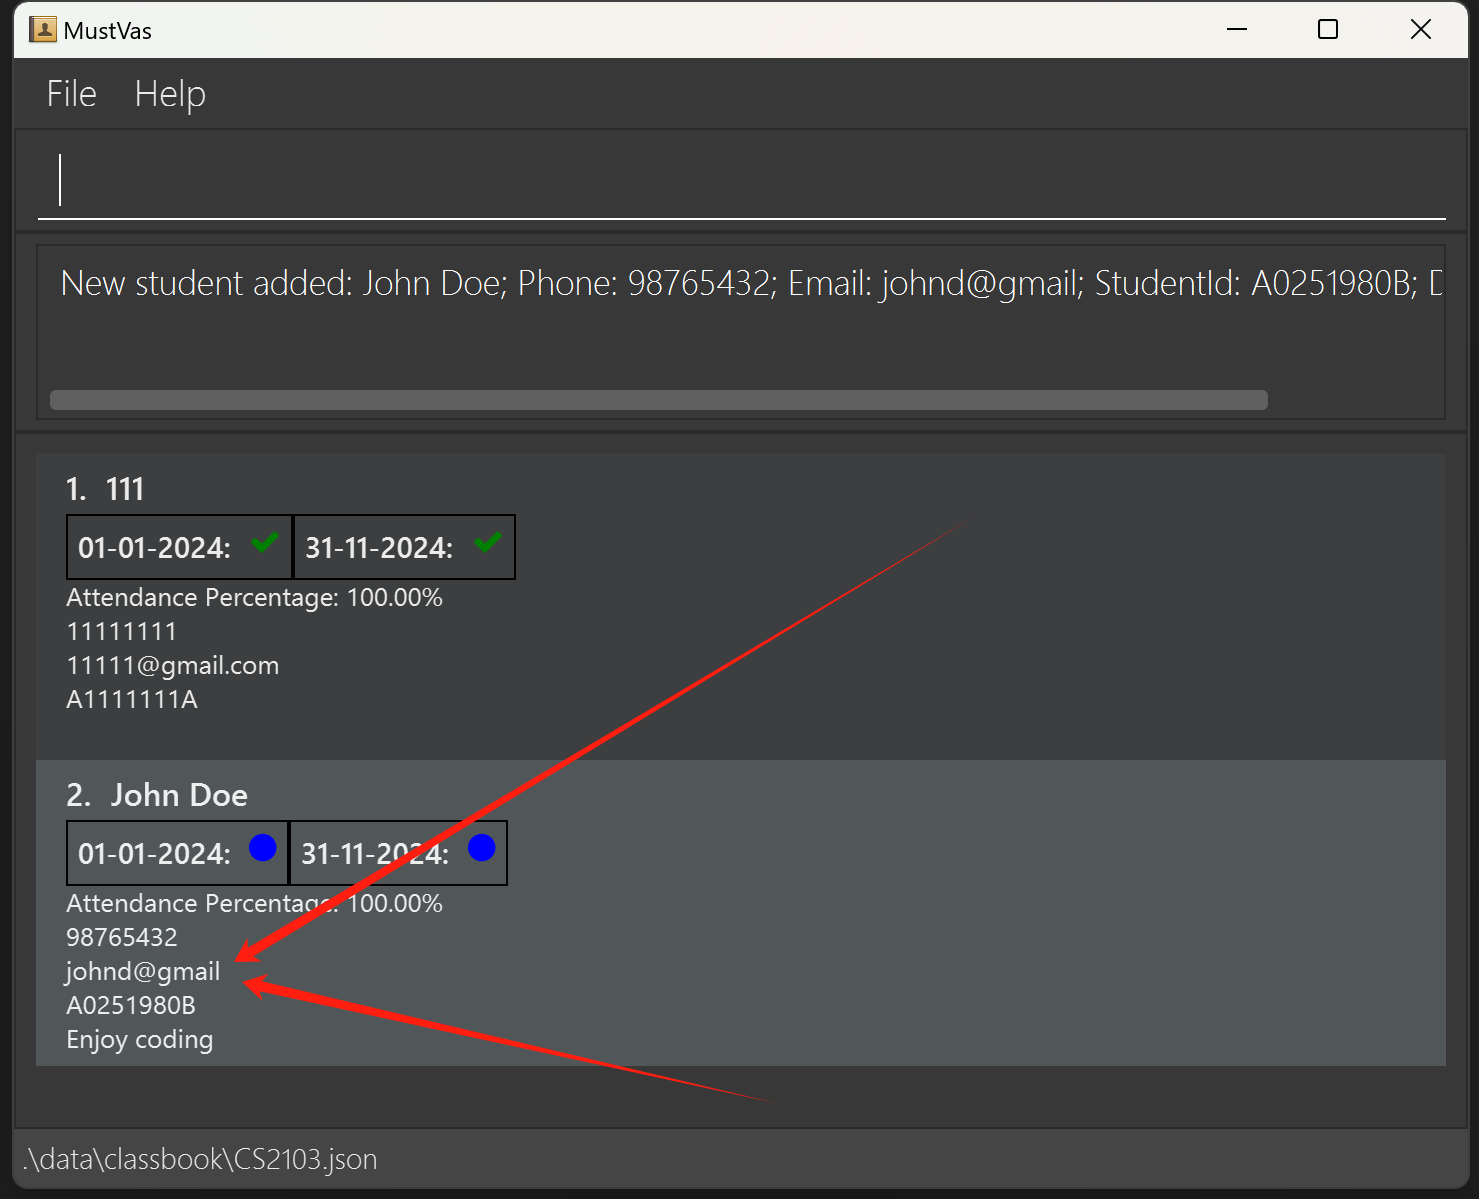 MustVas
File Help
New student added: John Doe; Phone: 98765432; Email: johnd@gmail; StudentId: A0251980B; D
1. 111
01-01-2024: 31-11-2024:
Attendance Percentage: 100.00%
11111111
11111@gmail.com
A1111111A
2. John Doe
01-01-2024: 31-11-2024:
Attendance Percentage: 100.00%
98765432
johnd@gmail
A0251980B
Enjoy coding
.\data\classbook\CS2103.json